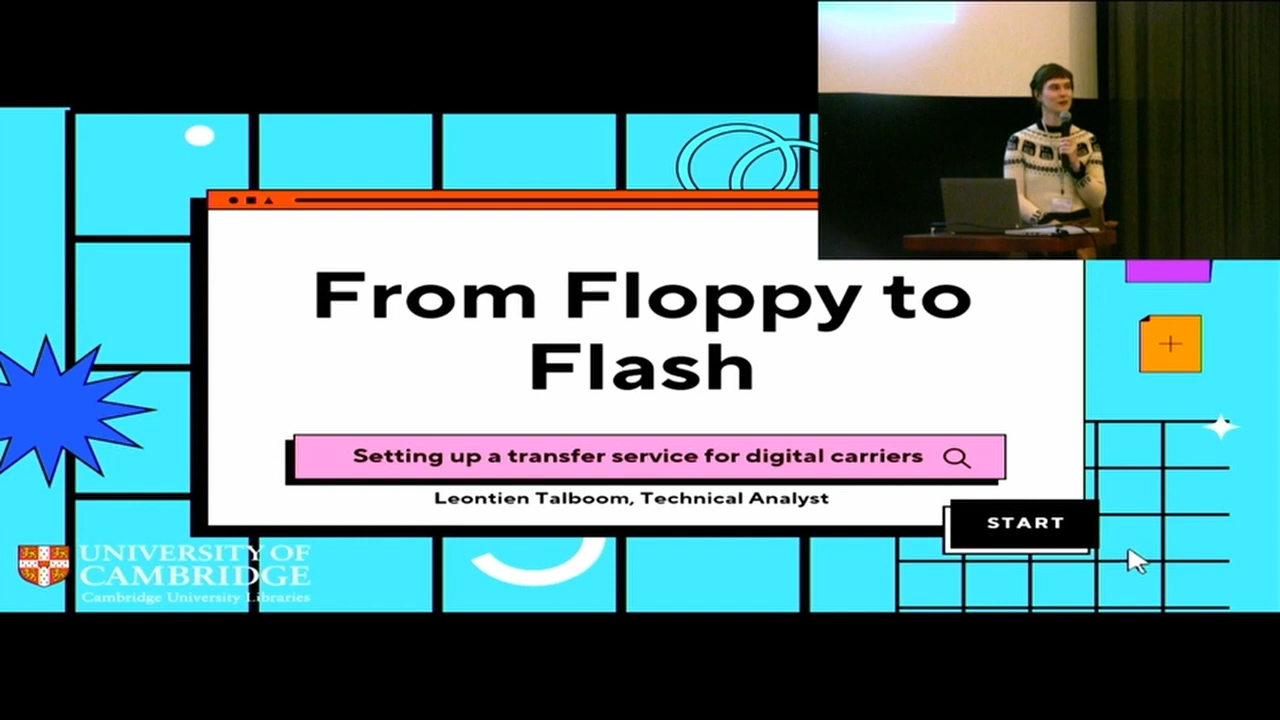 From Floppy to
Flash
Setting up a transfer service for digital carriers
Leontien Talboom, Technical Analyst
START
UNIVERSITY OF
CAMBRIDGE
Cambridge University Libraries